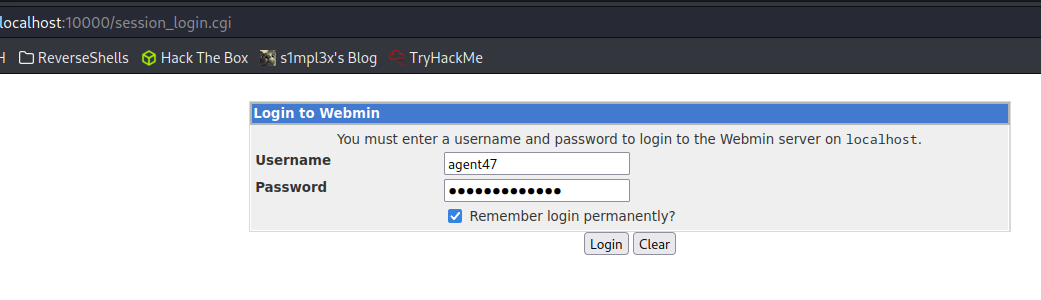 localhost:10000/session_login.cgi
H ReverseShells Hack The Box s1mpl3x's Blog TryHackMe
Login to Webmin
You must enter a username and password to login to the Webmin server on localhost.
Username agent47
Password •••••••••••••
Remember login permanently?
Login Clear